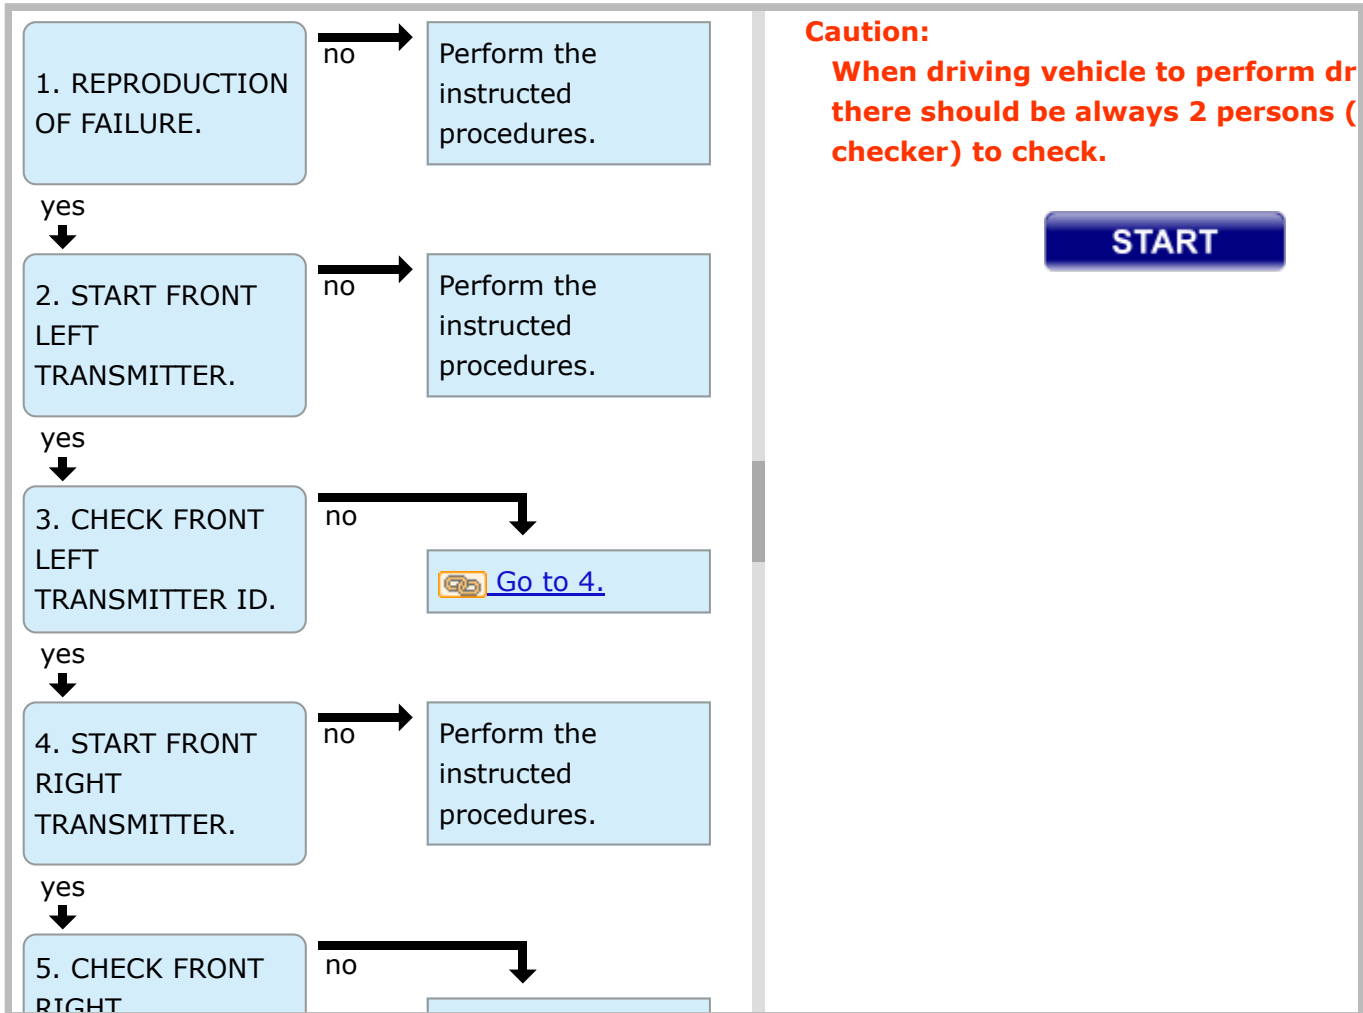 1. REPRODUCTION
OF FAILURE.
no
Perform the
instructed
procedures.
yes
2. START FRONT
LEFT
TRANSMITTER.
no
Perform the
instructed
procedures.
yes
3. CHECK FRONT
LEFT
TRANSMITTER ID.
no
Go to 4.
yes
4. START FRONT
RIGHT
TRANSMITTER.
no
Perform the
instructed
procedures.
yes
5. CHECK FRONT
RIGHT
no
Caution:
When driving vehicle to perform dr
there should be always 2 persons (
checker) to check.
START